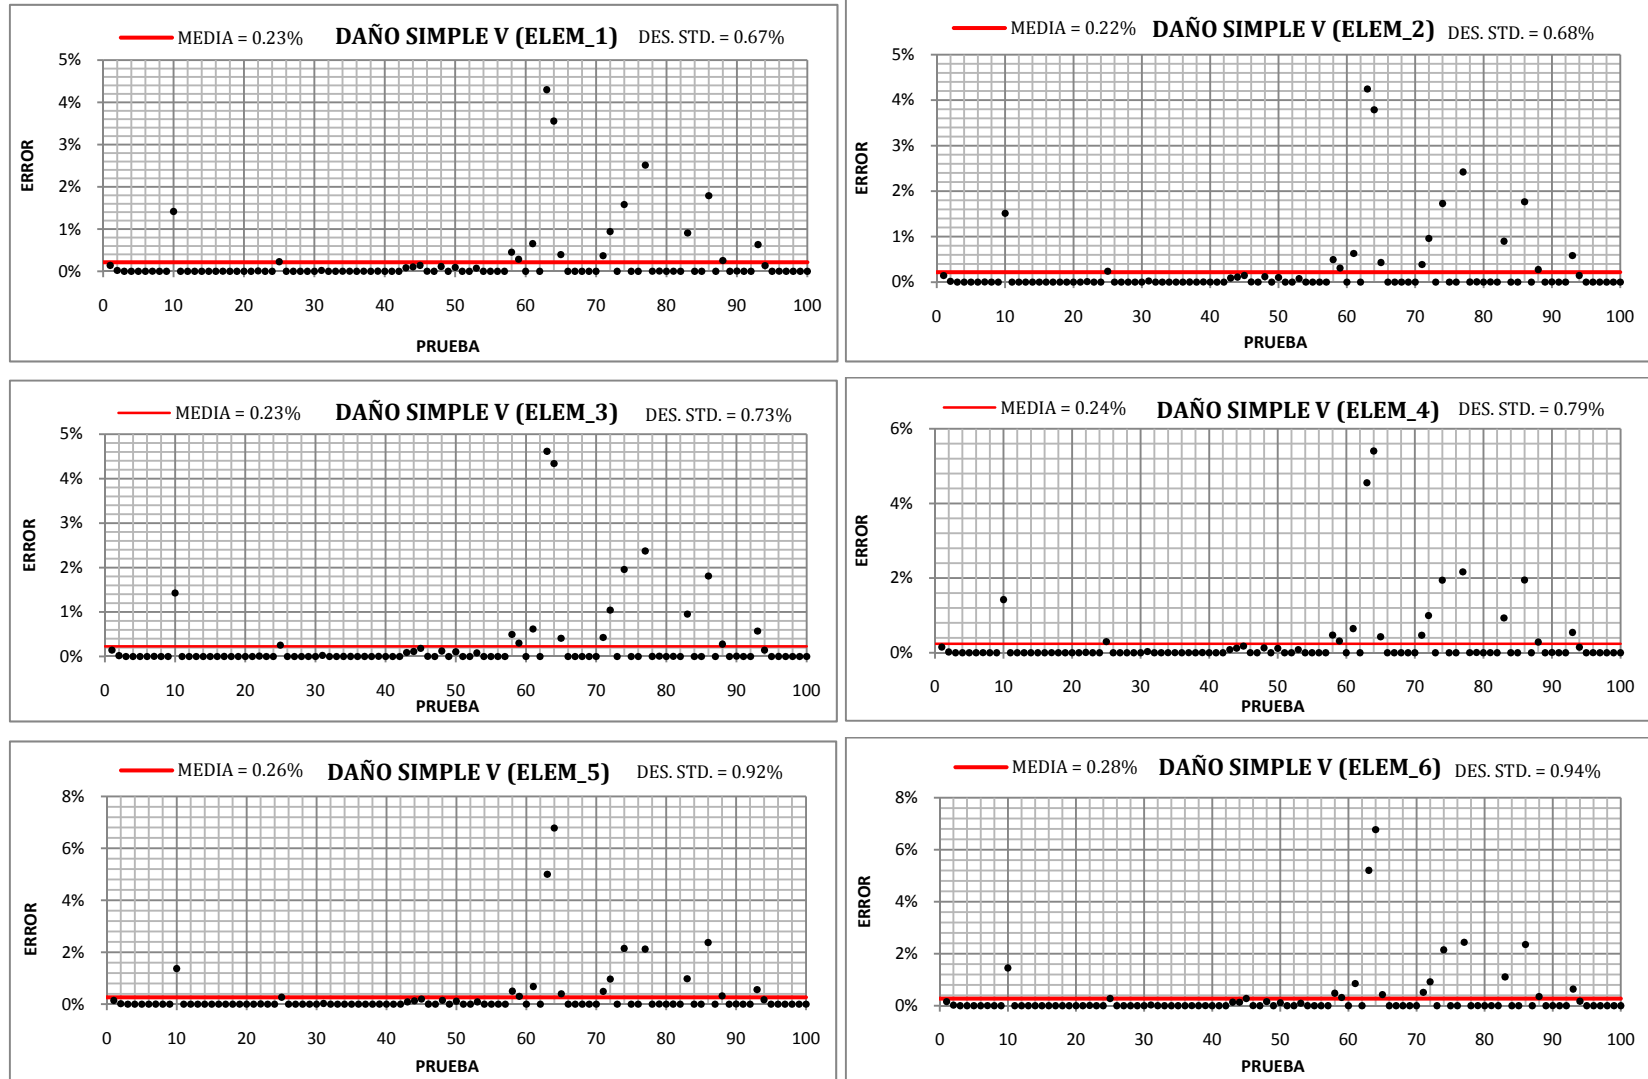 MEDIA = 0.23% DAÑO SIMPLE V (ELEM_1) DES. STD. = 0.67%
5%
4%
3%
2%
1%
0%
ERROR
0 10 20 30 40 50 60 70 80 90 100
PRUEBA
MEDIA = 0.22% DAÑO SIMPLE V (ELEM_2) DES. STD. = 0.68%
5%
4%
3%
2%
1%
0%
ERROR
0 10 20 30 40 50 60 70 80 90 100
PRUEBA
MEDIA = 0.23% DAÑO SIMPLE V (ELEM_3) DES. STD. = 0.73%
5%
4%
3%
2%
1%
0%
ERROR
0 10 20 30 40 50 60 70 80 90 100
PRUEBA
MEDIA = 0.24% DAÑO SIMPLE V (ELEM_4) DES. STD. = 0.79%
6%
4%
2%
0%
ERROR
0 10 20 30 40 50 60 70 80 90 100
PRUEBA
MEDIA = 0.26% DAÑO SIMPLE V (ELEM_5) DES. STD. = 0.92%
8%
6%
4%
2%
0%
ERROR
0 10 20 30 40 50 60 70 80 90 100
PRUEBA
MEDIA = 0.28% DAÑO SIMPLE V (ELEM_6) DES. STD. = 0.94%
8%
6%
4%
2%
0%
ERROR
0 10 20 30 40 50 60 70 80 90 100
PRUEBA